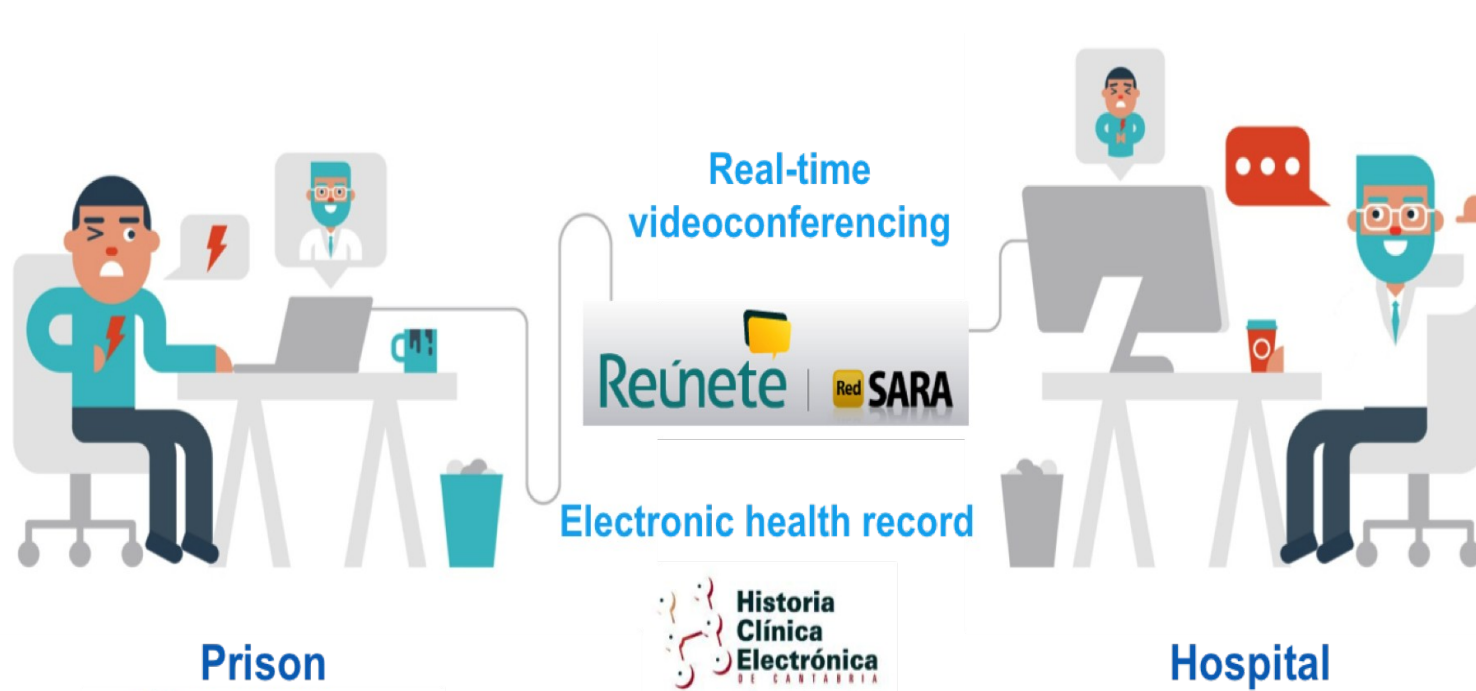 Real-time
videoconferencing
Reúnete | Red SARA
Electronic health record
Historia
Clínica
Electrónica
DE CANTABRIA
Prison
Hospital